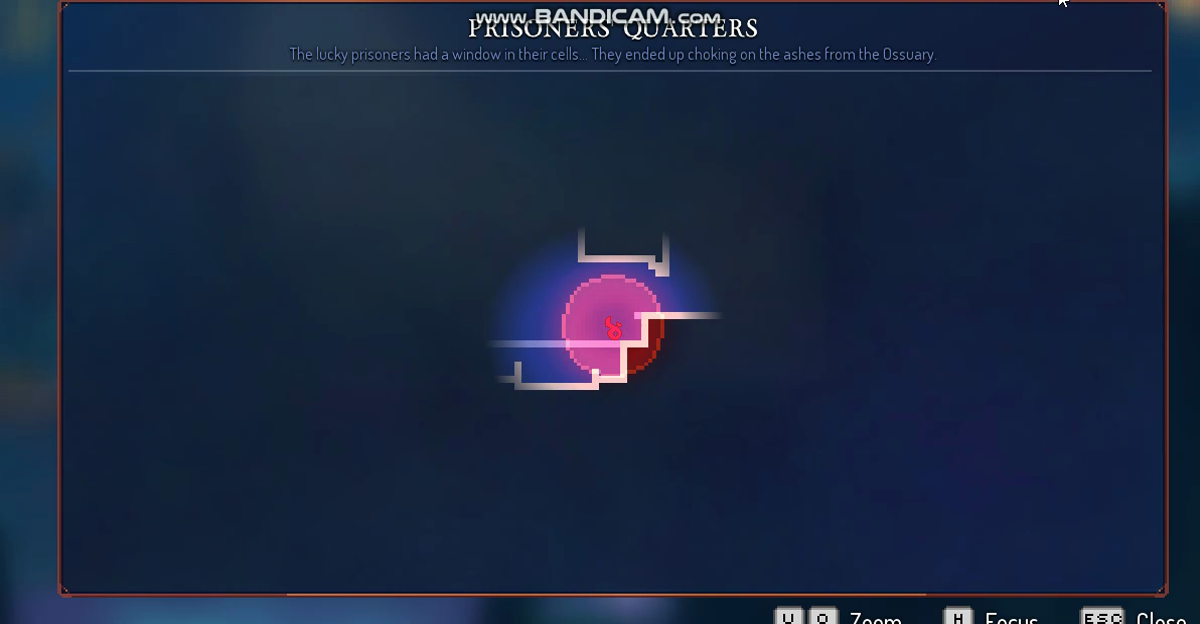 www.BANDICAM.com
PRISONERS' QUARTERS
The lucky prisoners had a window in their cells... They ended up choking on the ashes from the Ossuary.
Zoom Focus ESC Close